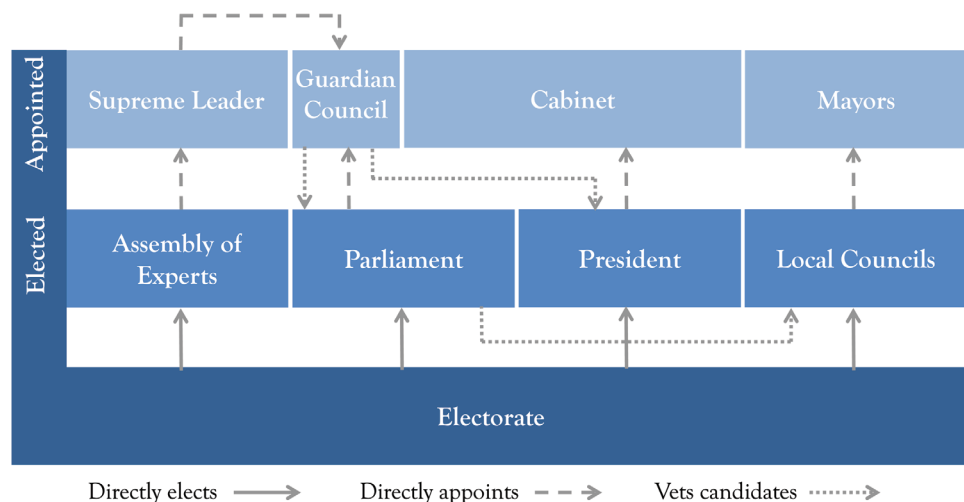 Appointed
Supreme Leader
Guardian
Council
Cabinet
Mayors
Elected
Assembly of
Experts
Parliament
President
Local Councils
Electorate
Directly elects
Directly appoints
Vets candidates